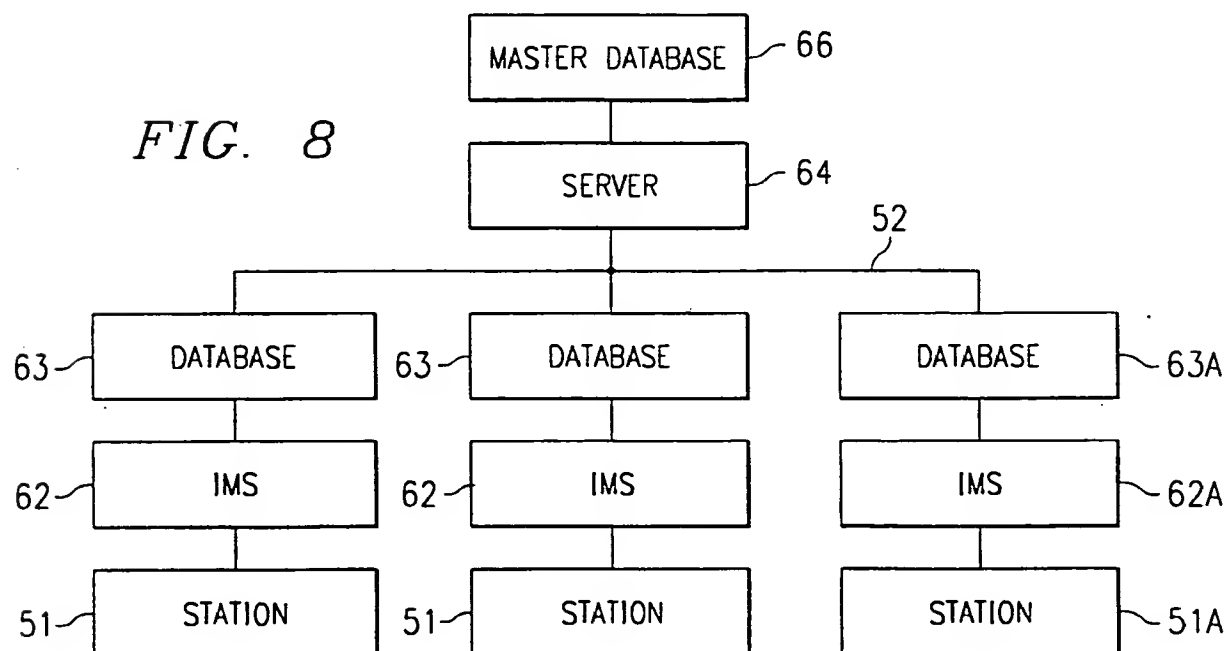 MASTER DATABASE 66
FIG. 8
SERVER 64
52
63 DATABASE 63 DATABASE DATABASE 63A
62 IMS 62 IMS IMS 62A
51 STATION 51 STATION STATION 51A